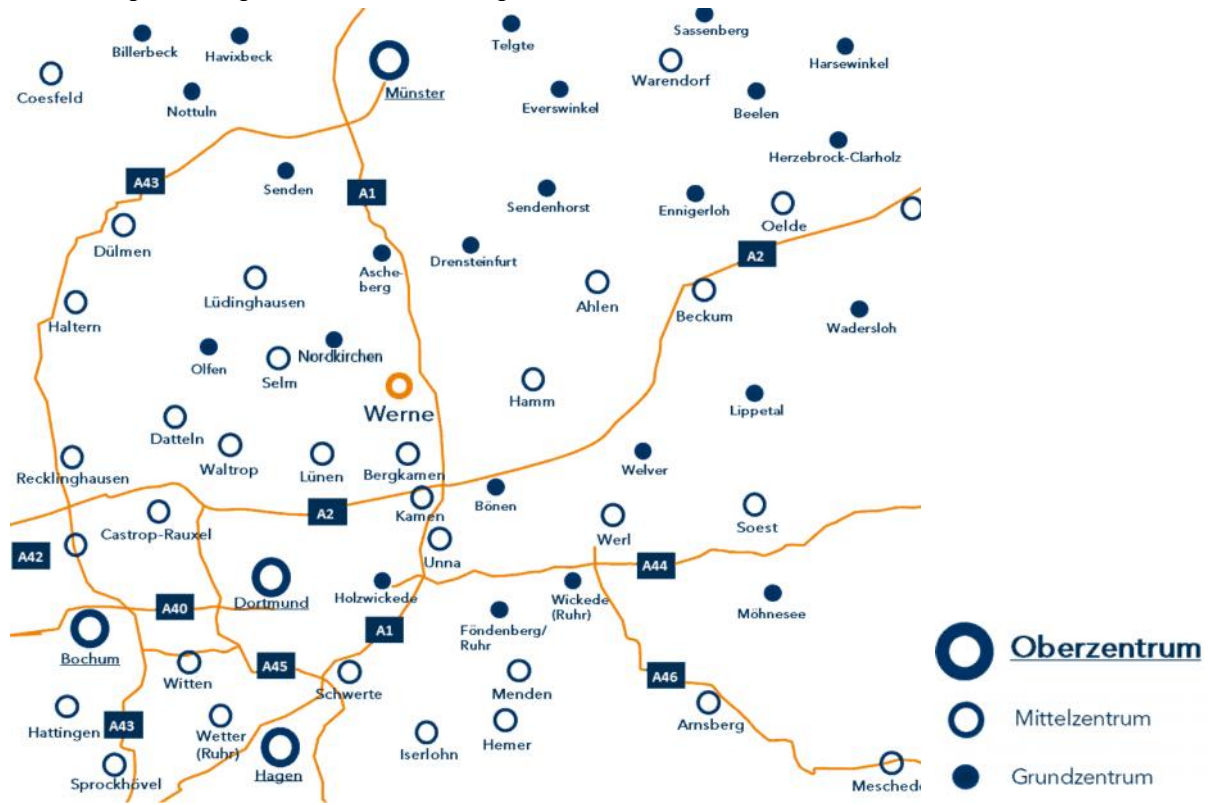 Telgte
Sassenberg
Billerbeck
Havixbeck
Harsewinkel
Warendorf
Coesfeld
Münster
Nottuln
Everswinkel
Beelen
Herzebrock-Clarholz
A43
Senden
A1
Sendenhorst
Ennigerloh
Oelde
Dülmen
Asche-
berg
Drensteinfurt
A2
Lüdinghausen
Ahlen
Beckum
Haltern
Wadersloh
Olfen
Nordkirchen
Selm
Werne
Hamm
Lippetal
Datteln
Waltrop
Lünen
Bergkamen
Welver
Recklinghausen
A2
Kamen
Bönen
Castrop-Rauxel
Werl
Soest
A42
Unna
A44
Dortmund
Holzwickede
Wickede
(Ruhr)
Möhnesee
A40
A1
Föndenberg/
Ruhr
Bochum
Witten
A45
Schwerte
Menden
A46
Oberzentrum
Hattingen
A43
Wetter
(Ruhr)
Hagen
Iserlohn
Hemer
Arnsberg
Mittelzentrum
Sprockhövel
Meschede
Grundzentrum